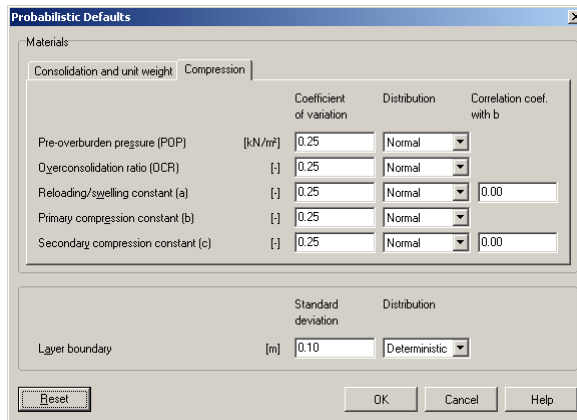 Probabilistic Defaults
Materials
Consolidation and unit weight Compression
Coefficient of variation Distribution Correlation coef. with b
Pre-overburden pressure (POP) [kN/m²] 0.25 Normal
Overconsolidation ratio (OCR) [-] 0.25 Normal
Reloading/swelling constant (a) [-] 0.25 Normal 0.00
Primary compression constant (b) [-] 0.25 Normal
Secondary compression constant (c) [-] 0.25 Normal 0.00
Standard deviation Distribution
Layer boundary [m] 0.10 Deterministic
Reset OK Cancel Help